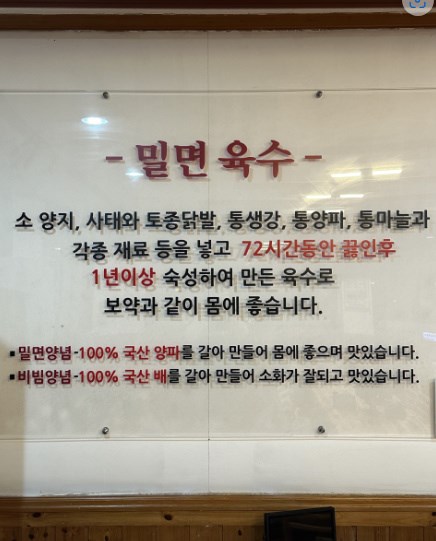 - 밀면 육수 -
소 양지, 사태와 토종닭발, 통생강, 통양파, 통마늘과
각종 재료 등을 넣고 72시간동안 끓인후
1년이상 숙성하여 만든 육수로
보약과 같이 몸에 좋습니다.
▪밀면양념-100% 국산 양파를 갈아 만들어 몸에 좋으며 맛있습니다.
▪비빔양념-100% 국산 배를 갈아 만들어 소화가 잘되고 맛있습니다.